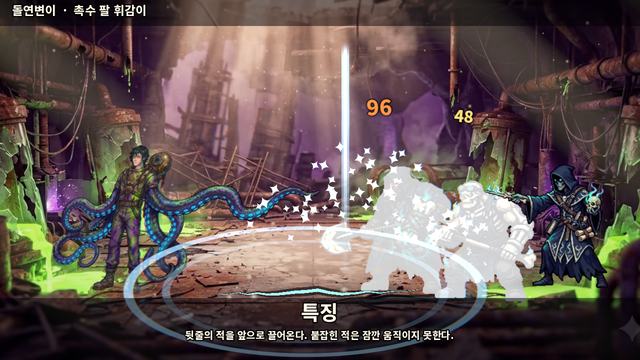 돌연변이 · 촉수 팔 휘감이
96
48
특징
뒷줄의 적을 앞으로 끌어온다. 붙잡힌 적은 잠깐 움직이지 못한다.